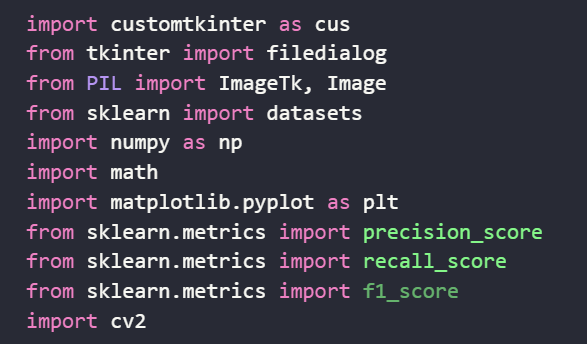 import customtkinter as cus
from tkinter import filedialog
from PIL import ImageTk, Image
from sklearn import datasets
import numpy as np
import math
import matplotlib.pyplot as plt
from sklearn.metrics import precision_score
from sklearn.metrics import recall_score
from sklearn.metrics import f1_score
import cv2